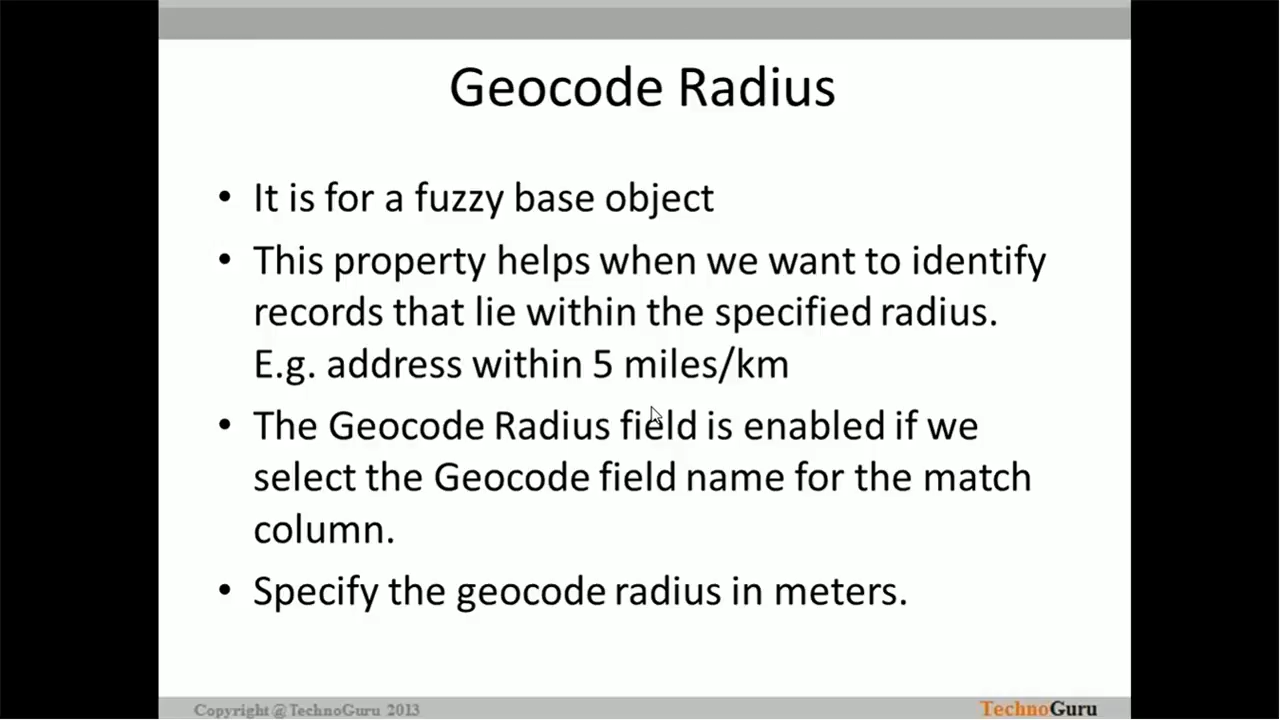 Geocode Radius
• It is for a fuzzy base object
• This property helps when we want to identify
records that lie within the specified radius.
E.g. address within 5 miles/km
• The Geocode Radius field is enabled if we
select the Geocode field name for the match
column.
• Specify the geocode radius in meters.
Copyright @TechnoGuru 2013
TechnoGuru